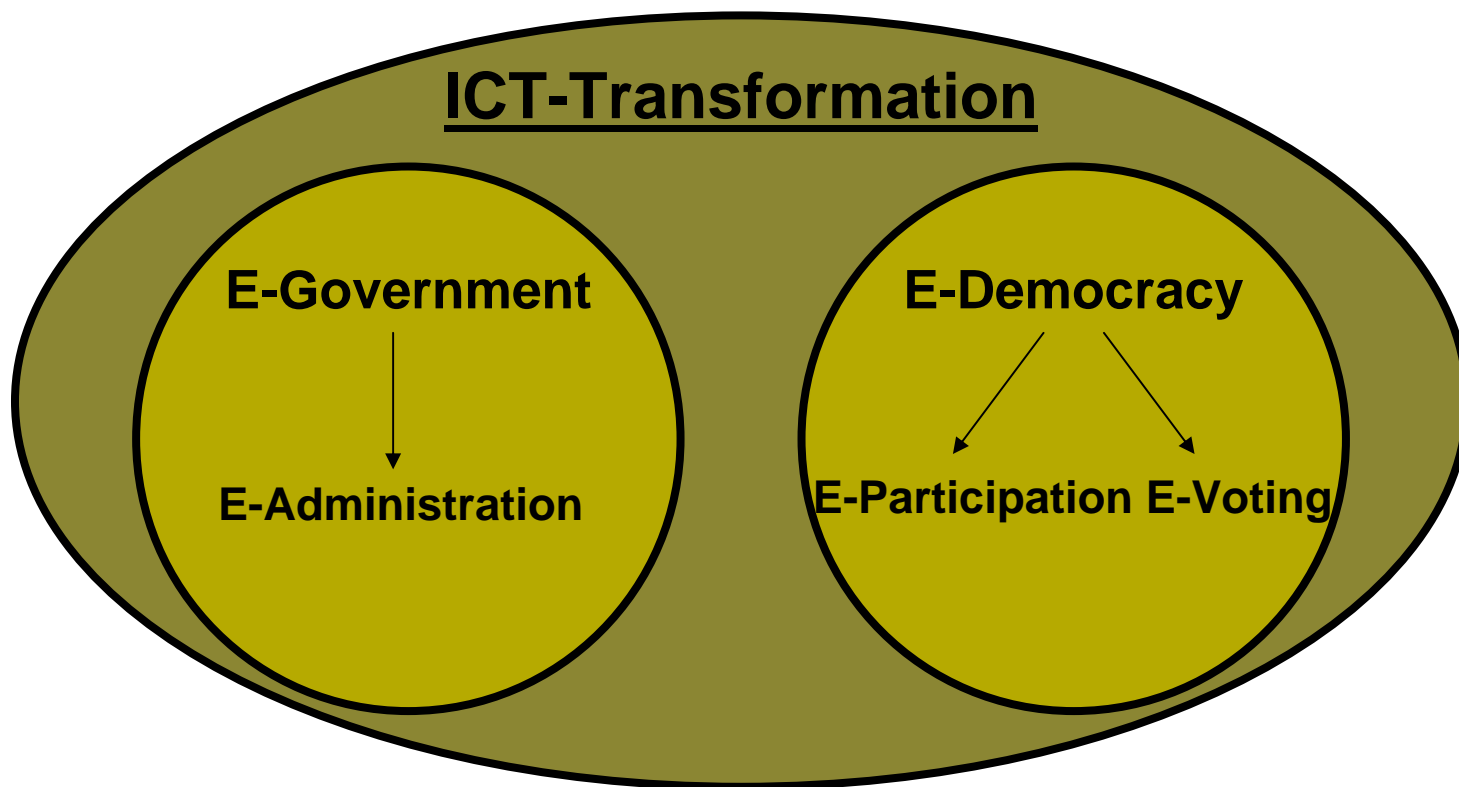 ICT-Transformation
E-Government
E-Administration
E-Democracy
E-Participation E-Voting